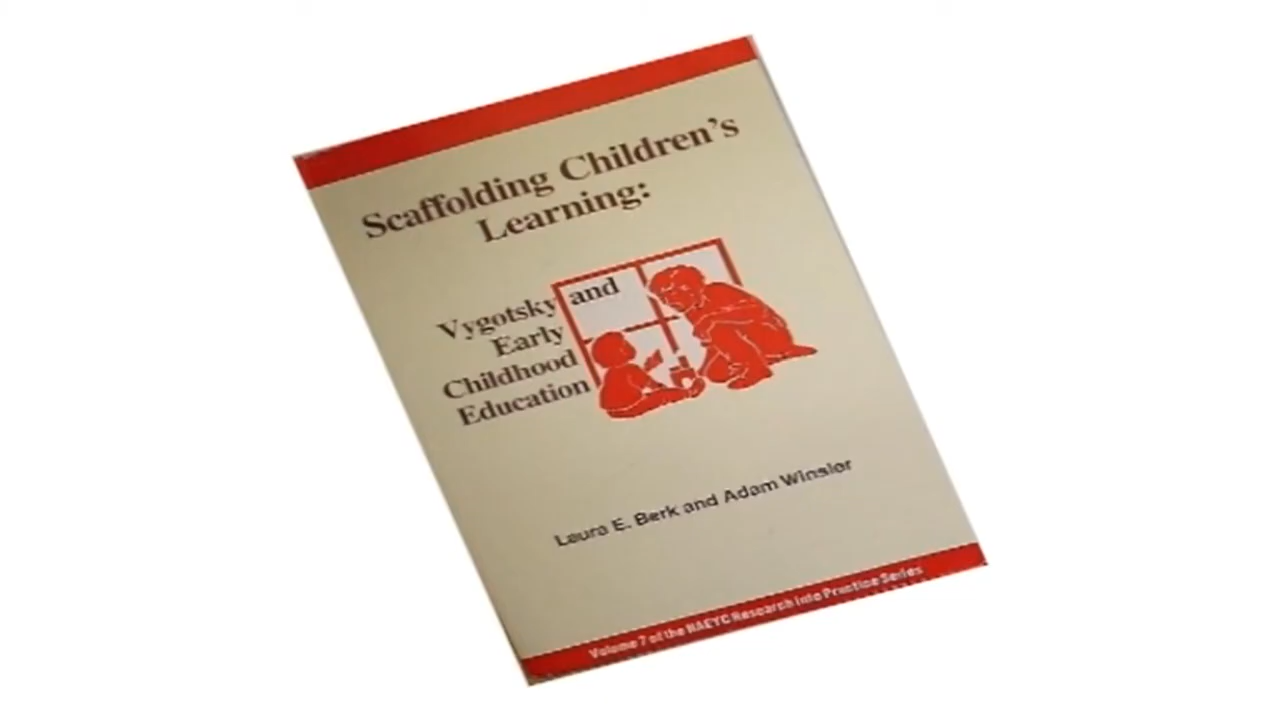 Scaffolding Children's
Learning:
Vygotsky and
Early
Childhood
Education
Laura E. Berk and Adam Winsler
Volume 7 of the NAEYC Research into Practice Series